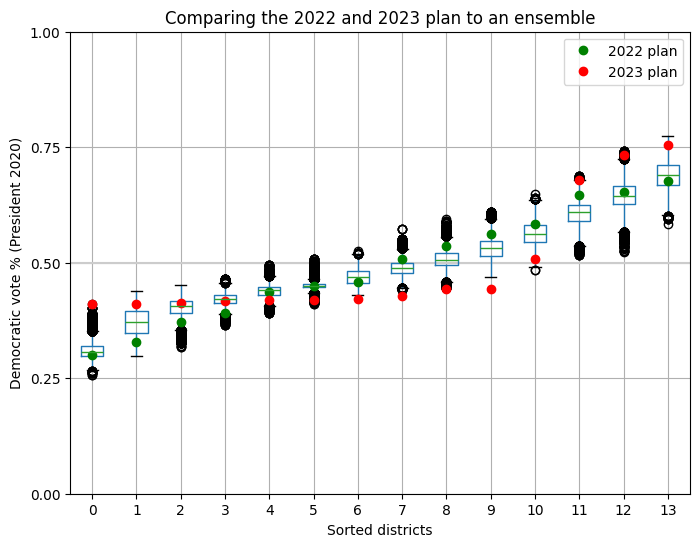 Comparing the 2022 and 2023 plan to an ensemble
1.00
2022 plan
2023 plan
0.75
0.50
0.25
0.00
Democratic vote % (President 2020)
0 1 2 3 4 5 6 7 8 9 10 11 12 13
Sorted districts